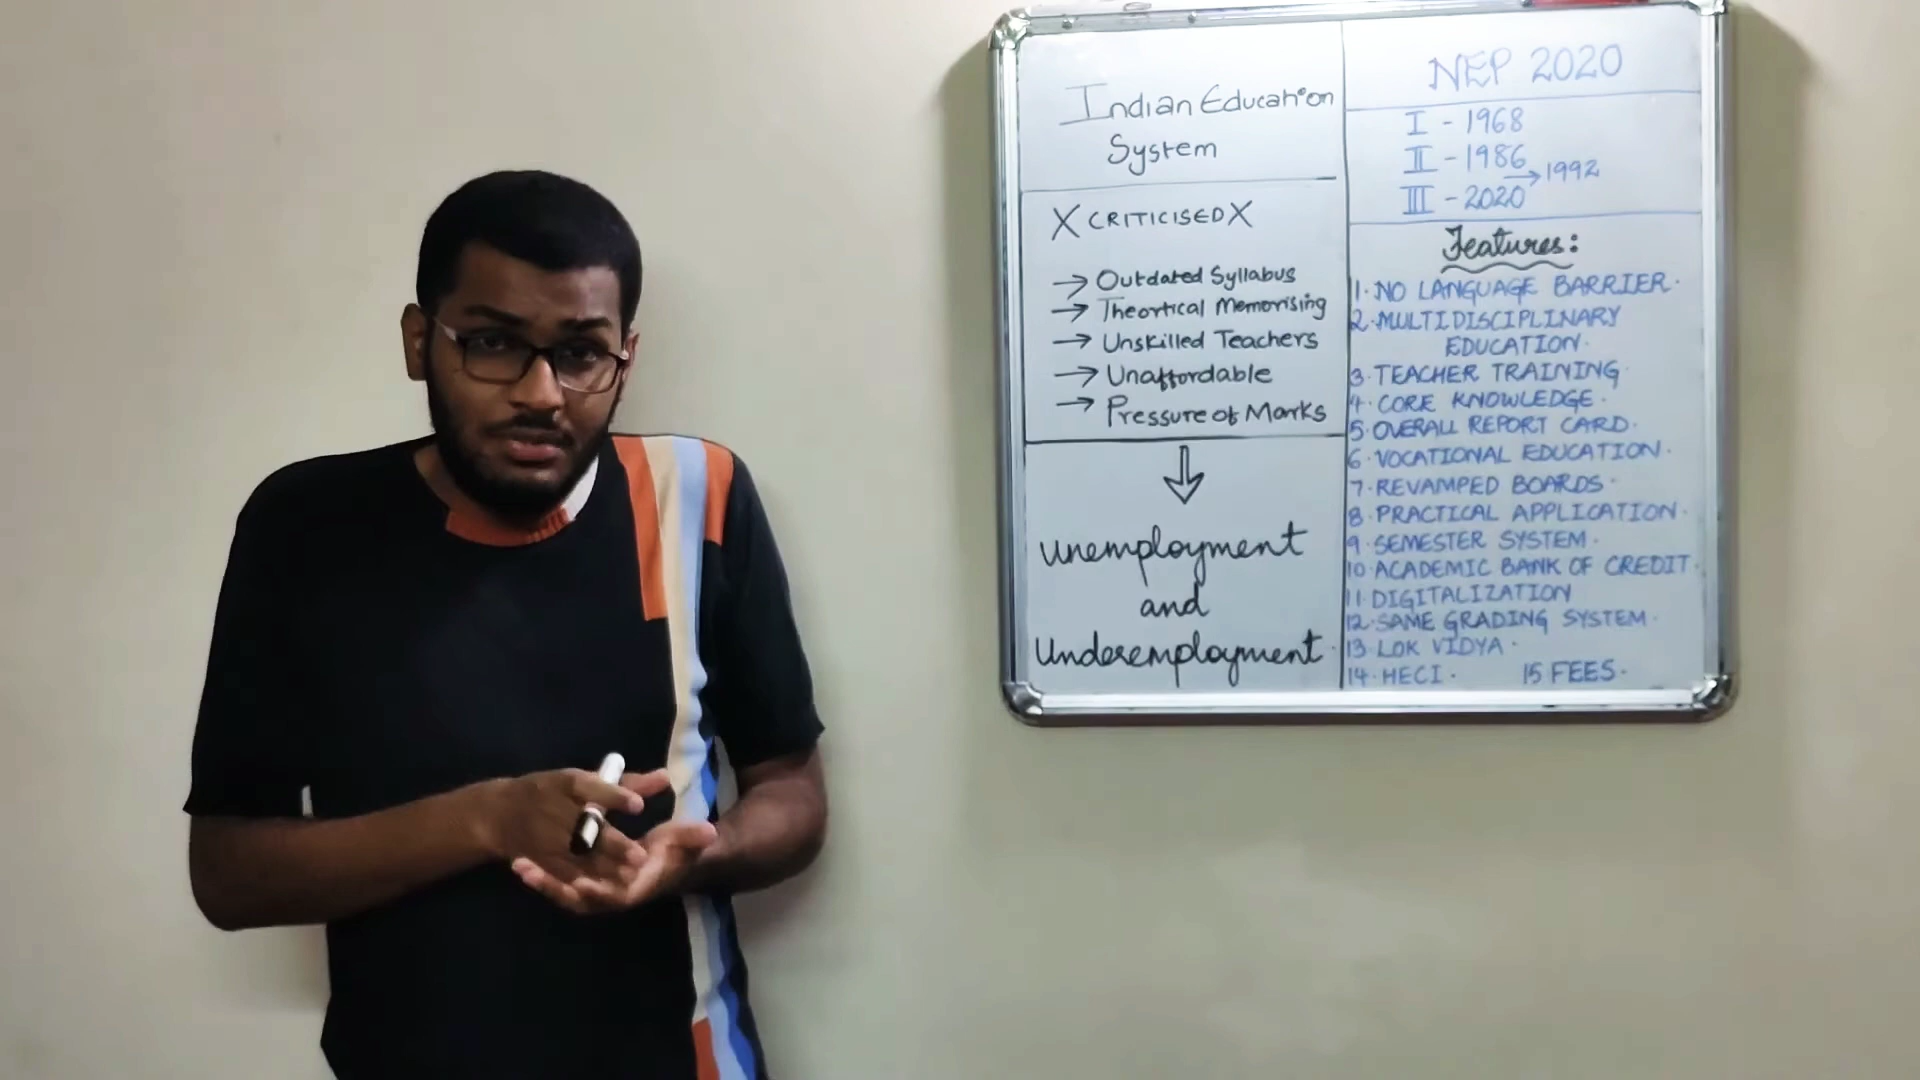 Indian Education
System
X CRITICISED X
→ Outdated Syllabus
→ Theortical Memorising
→ Unskilled Teachers
→ Unaffordable
→ Pressure of Marks
Unemployment
and
Underemployment
NEP 2020
I - 1968
II - 1986
→ 1992
III - 2020
Features:
1. NO LANGUAGE BARRIER.
2. MULTIDISCIPLINARY
EDUCATION.
3. TEACHER TRAINING.
4. CORE KNOWLEDGE.
5. OVERALL REPORT CARD.
6. VOCATIONAL EDUCATION.
7. REVAMPED BOARDS.
8. PRACTICAL APPLICATION.
9. SEMESTER SYSTEM.
10. ACADEMIC BANK OF CREDIT.
11. DIGITALIZATION
12. SAME GRADING SYSTEM.
13. LOK VIDYA.
14. HECI. 15 FEES.